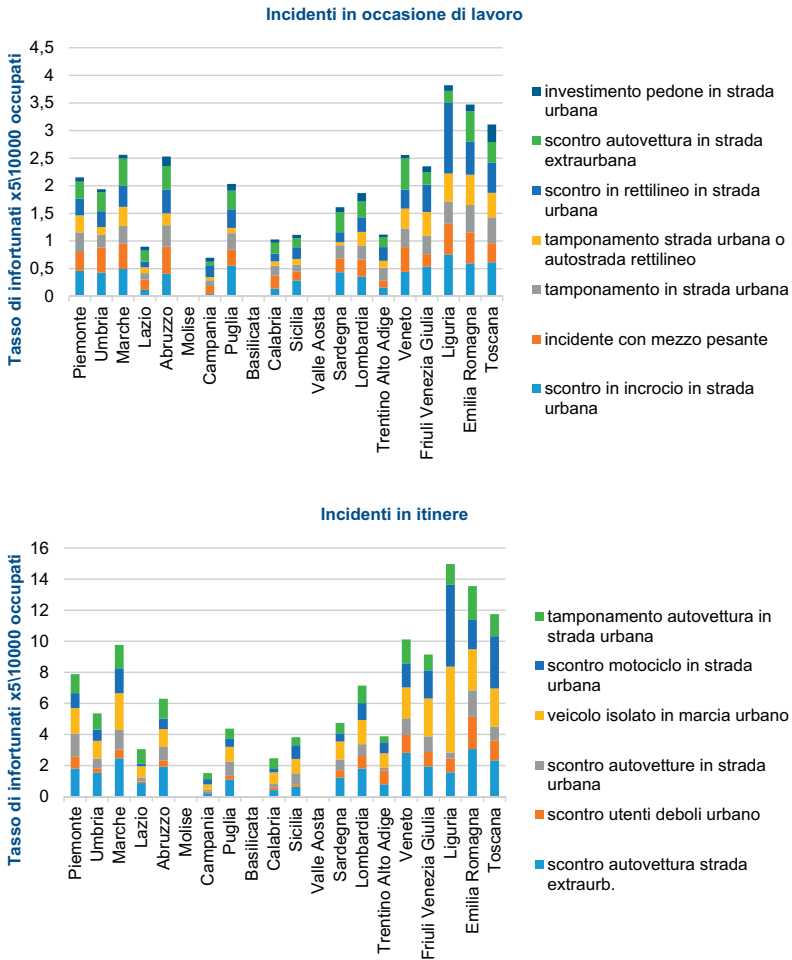 Incidenti in occasione di lavoro
Tasso di infortunati x5\10000 occupati
4,5
4
3,5
3
2,5
2
1,5
1
0,5
0
Piemonte
Umbria
Marche
Lazio
Abruzzo
Molise
Campania
Puglia
Basilicata
Calabria
Sicilia
Valle Aosta
Sardegna
Lombardia
Trentino Alto Adige
Veneto
Friuli Venezia Giulia
Liguria
Emilia Romagna
Toscana
investimento pedone in strada
urbana
scontro autovettura in strada
extraurbana
scontro in rettilineo in strada
urbana
tamponamento strada urbana o
autostrada rettilineo
tamponamento in strada urbana
incidente con mezzo pesante
scontro in incrocio in strada
urbana
Incidenti in itinere
Tasso di infortunati x5\10000 occupati
16
14
12
10
8
6
4
2
0
Piemonte
Umbria
Marche
Lazio
Abruzzo
Molise
Campania
Puglia
Basilicata
Calabria
Sicilia
Valle Aosta
Sardegna
Lombardia
Trentino Alto Adige
Veneto
Friuli Venezia Giulia
Liguria
Emilia Romagna
Toscana
tamponamento autovettura in
strada urbana
scontro motociclo in strada
urbana
veicolo isolato in marcia urbano
scontro autovetture in strada
urbana
scontro utenti deboli urbano
scontro autovettura strada
extraurb.